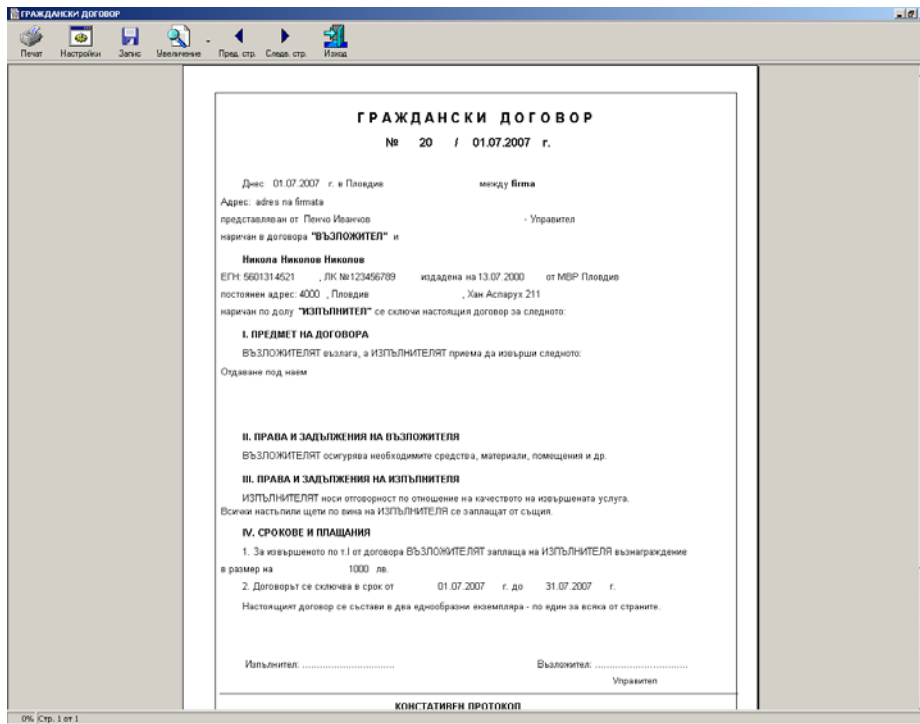 ГРАЖДАНСКИ ДОГОВОР
Печат Настройки Запис Увеличение Пред. стр. Следв. стр. Изход
ГРАЖДАНСКИ ДОГОВОР
№ 20 / 01.07.2007 г.
Днес 01.07.2007 г. в Пловдив между firma
Адрес: adres na firmata
представляван от Пенчо Иванчов - Управител
наричан в договора "ВЪЗЛОЖИТЕЛ" и
Никола Николов Николов
ЕГН: 5601314521 , ЛК №123456789 издадена на 13.07.2000 от МВР Пловдив
постоянен адрес: 4000 , Пловдив , Хан Аспарух 211
наричан по долу "ИЗПЪЛНИТЕЛ" се сключи настоящия договор за следното:
I. ПРЕДМЕТ НА ДОГОВОРА
ВЪЗЛОЖИТЕЛЯТ възлага, а ИЗПЪЛНИТЕЛЯТ приема да извърши следното:
Отдаване под наем
II. ПРАВА И ЗАДЪЛЖЕНИЯ НА ВЪЗЛОЖИТЕЛЯ
ВЪЗЛОЖИТЕЛЯТ осигурява необходимите средства, материали, помещения и др.
III. ПРАВА И ЗАДЪЛЖЕНИЯ НА ИЗПЪЛНИТЕЛЯ
ИЗПЪЛНИТЕЛЯТ носи отговорност по отношение на качеството на извършената услуга.
Всички настъпили щети по вина на ИЗПЪЛНИТЕЛЯ се заплащат от същия.
IV. СРОКОВЕ И ПЛАЩАНИЯ
1. За извършеното по т.I от договора ВЪЗЛОЖИТЕЛЯТ заплаща на ИЗПЪЛНИТЕЛЯ възнаграждение
в размер на 1000 лв.
2. Договорът се сключва в срок от 01.07.2007 г. до 31.07.2007 г.
Настоящият договор се състави в два еднообразни екземпляра - по един за всяка от страните.
Изпълнител: ................................ Възложител: ................................
Управител
КОНСТАТИВЕН ПРОТОКОЛ
0% Стр. 1 от 1